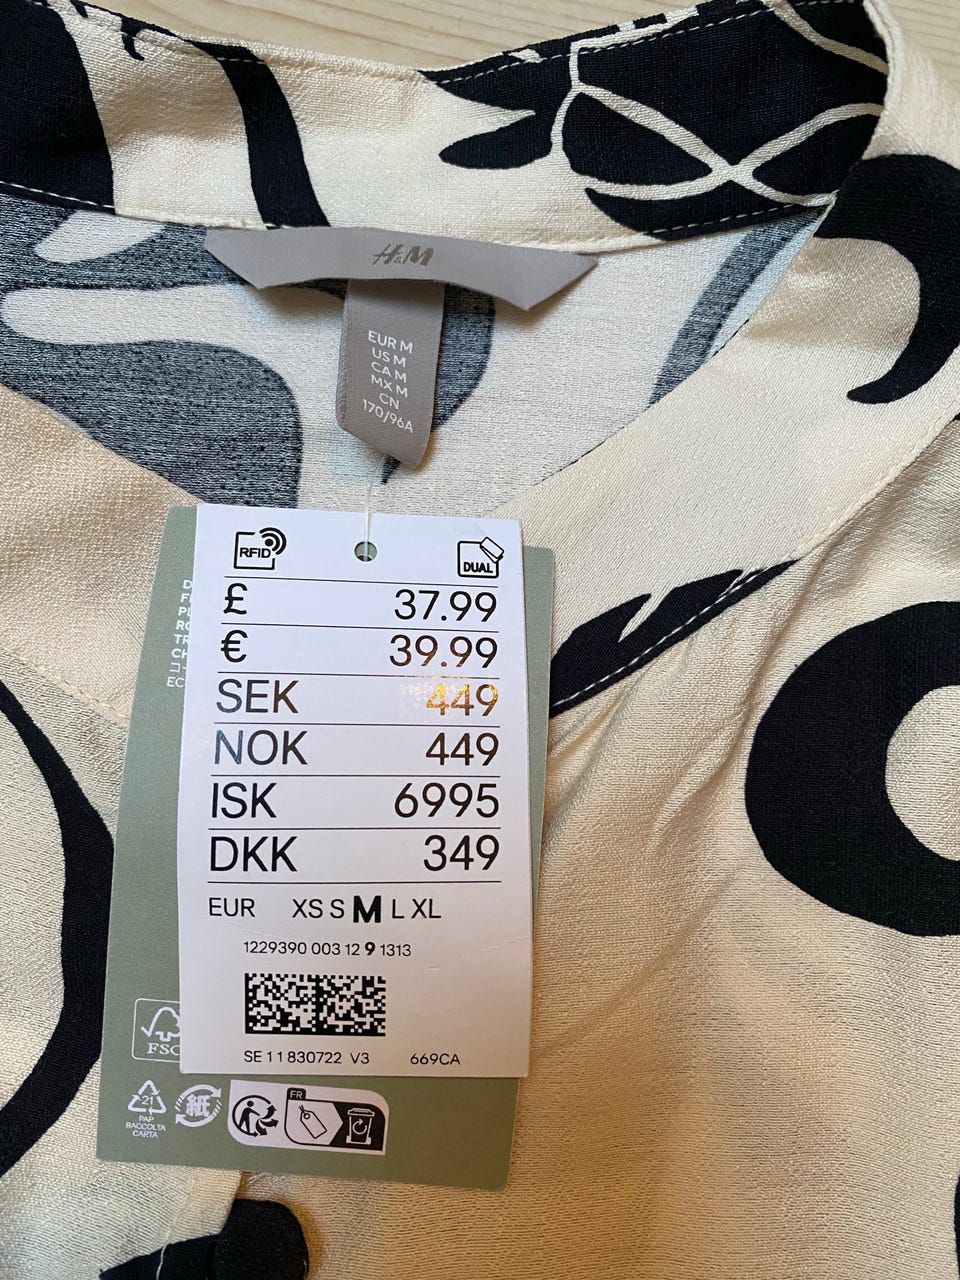 H&M
EUR M
US M
CA M
MX M
CN
170/96A
RFID
DUAL
£ 37.99
€ 39.99
SEK 449
NOK 449
ISK 6995
DKK 349
EUR XS S M L XL
1229390 003 12 9 1313
SE 1 1 830722 V3 669CA
FSC
21
PAP
RACCOLTA
CARTA
紙
FR